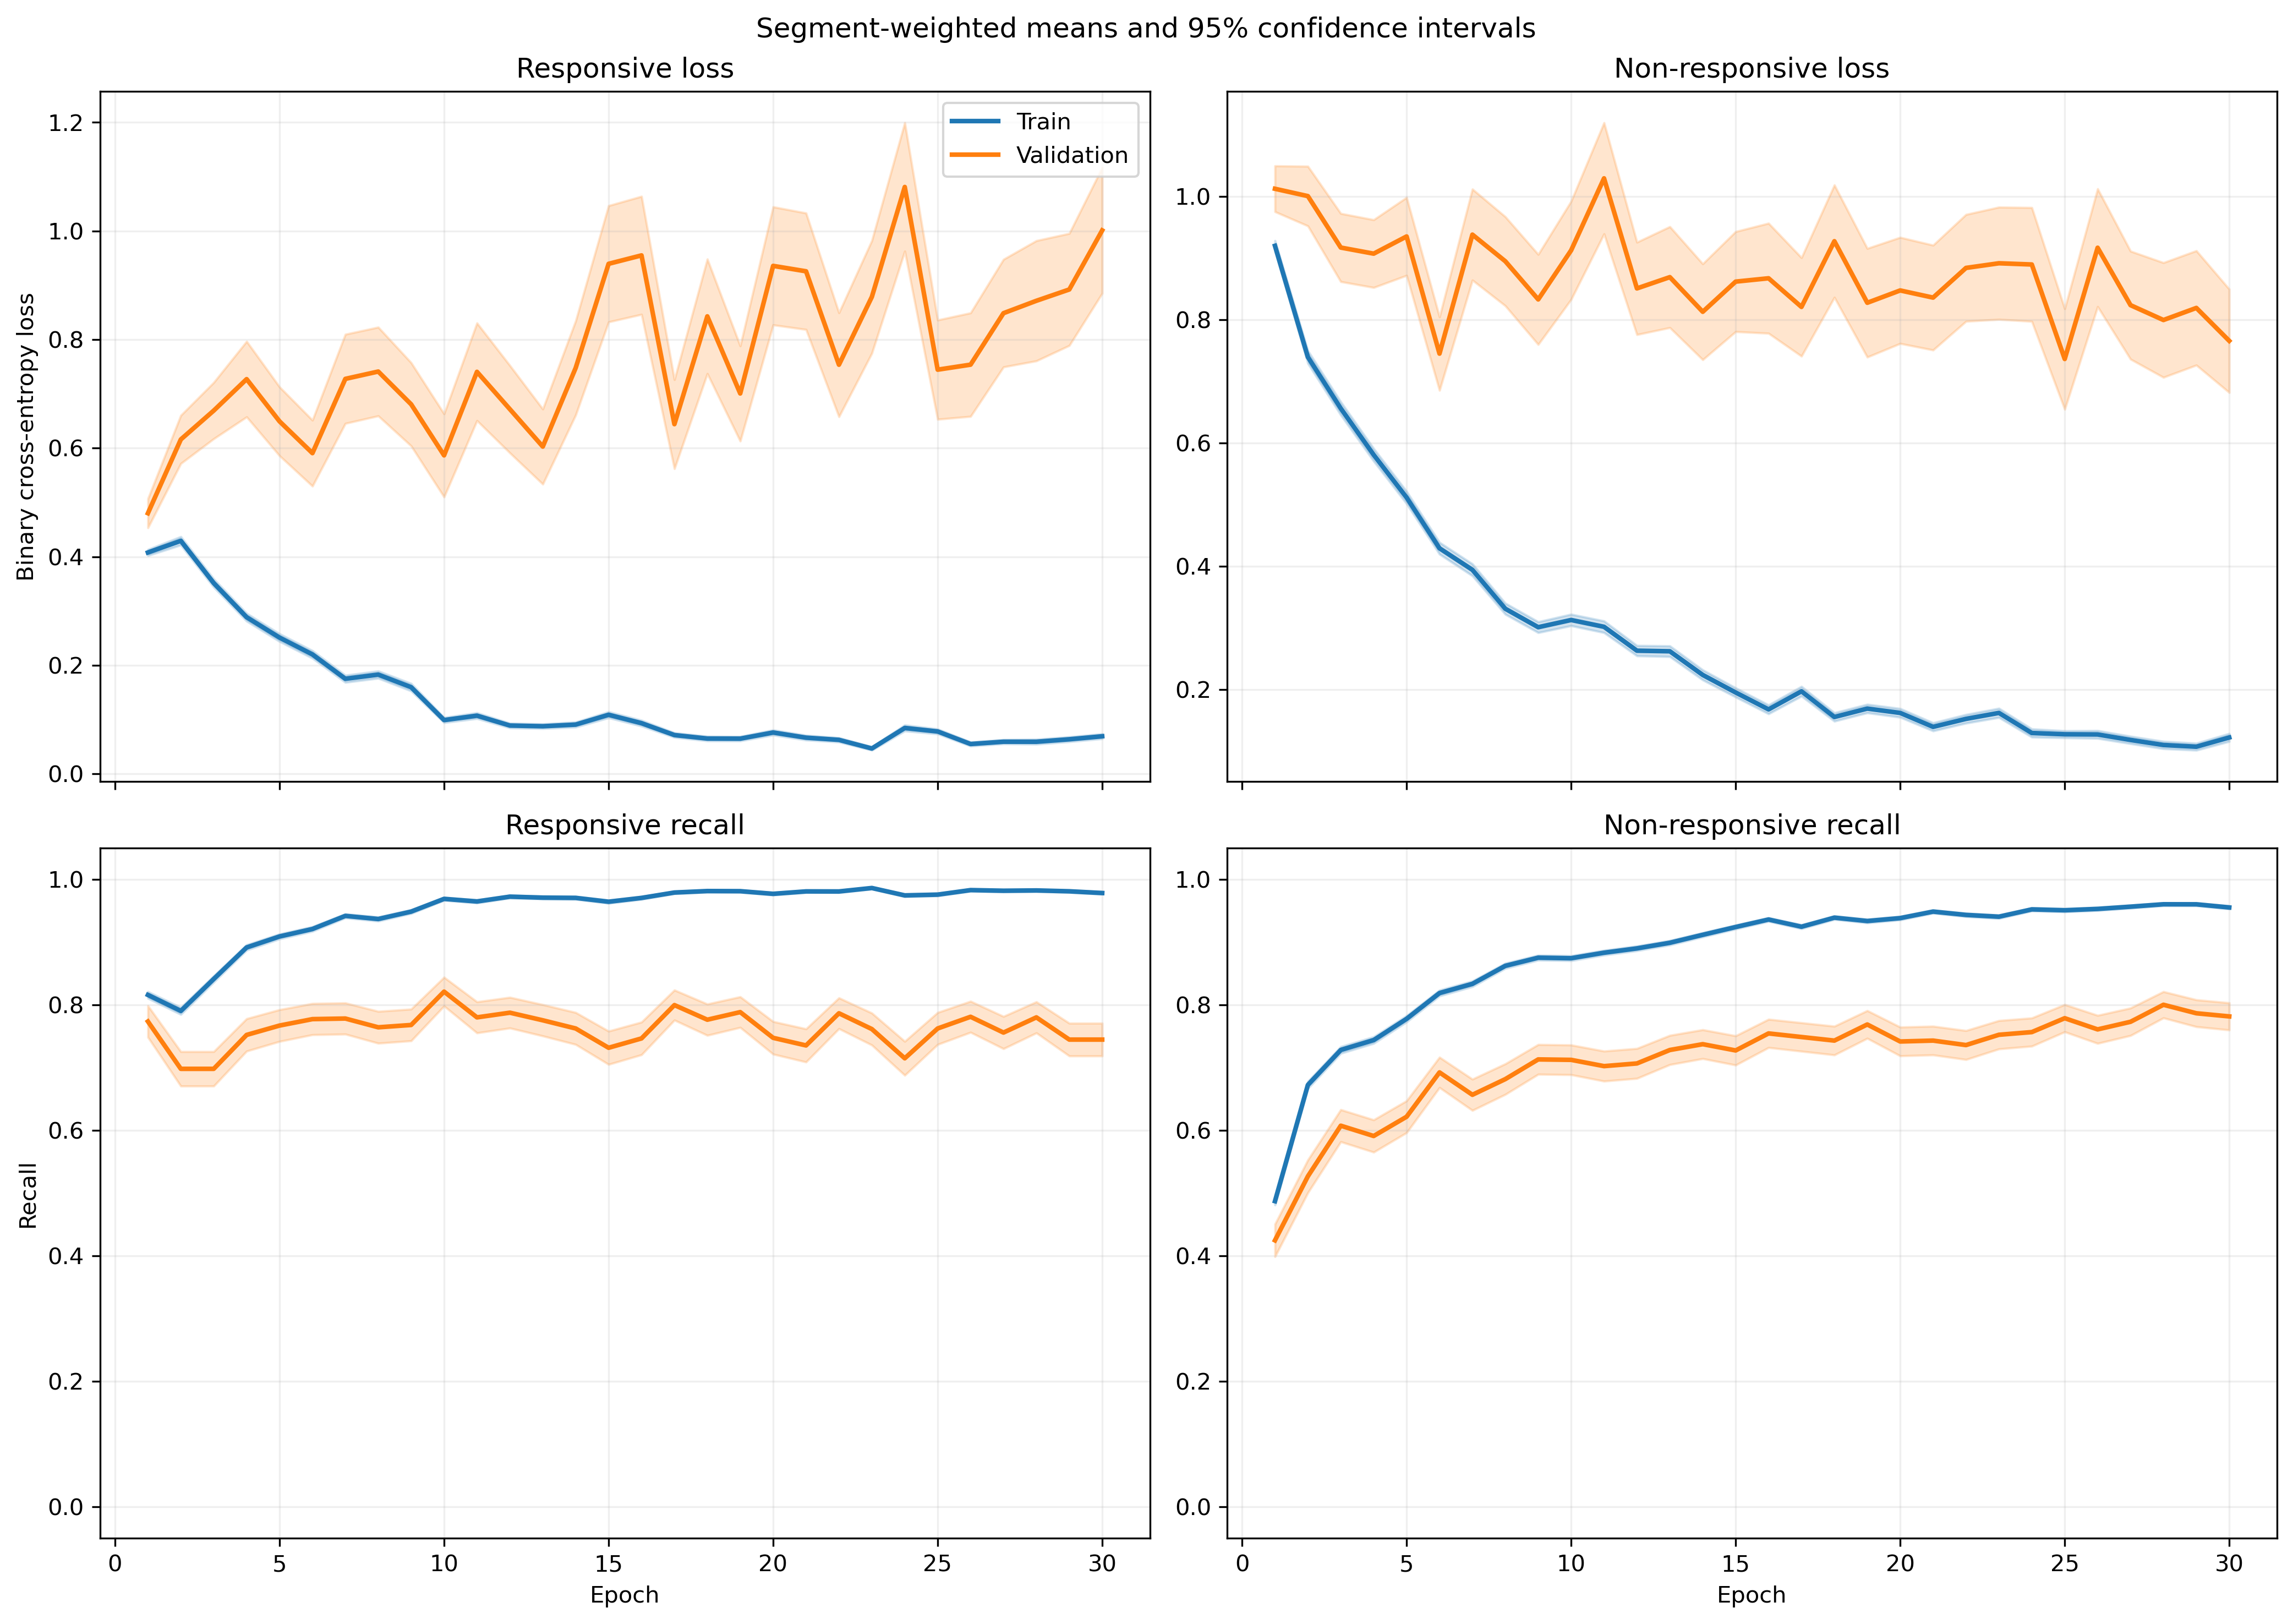 Segment-weighted means and 95% confidence intervals
Responsive loss
Non-responsive loss
Binary cross-entropy loss
1.2
1.0
0.8
0.6
0.4
0.2
0.0
Train
Validation
1.0
0.8
0.6
0.4
0.2
Responsive recall
Non-responsive recall
Recall
1.0
0.8
0.6
0.4
0.2
0.0
0 5 10 15 20 25 30
Epoch
1.0
0.8
0.6
0.4
0.2
0.0
0 5 10 15 20 25 30
Epoch